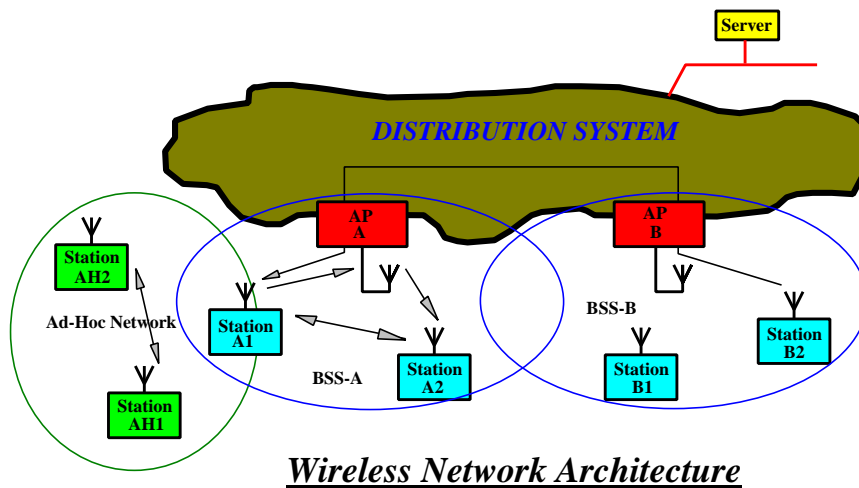 Server
DISTRIBUTION SYSTEM
AP
A
AP
B
Station
AH2
Ad-Hoc Network
Station
A1
BSS-A
Station
A2
BSS-B
Station
B1
Station
B2
Station
AH1
Wireless Network Architecture